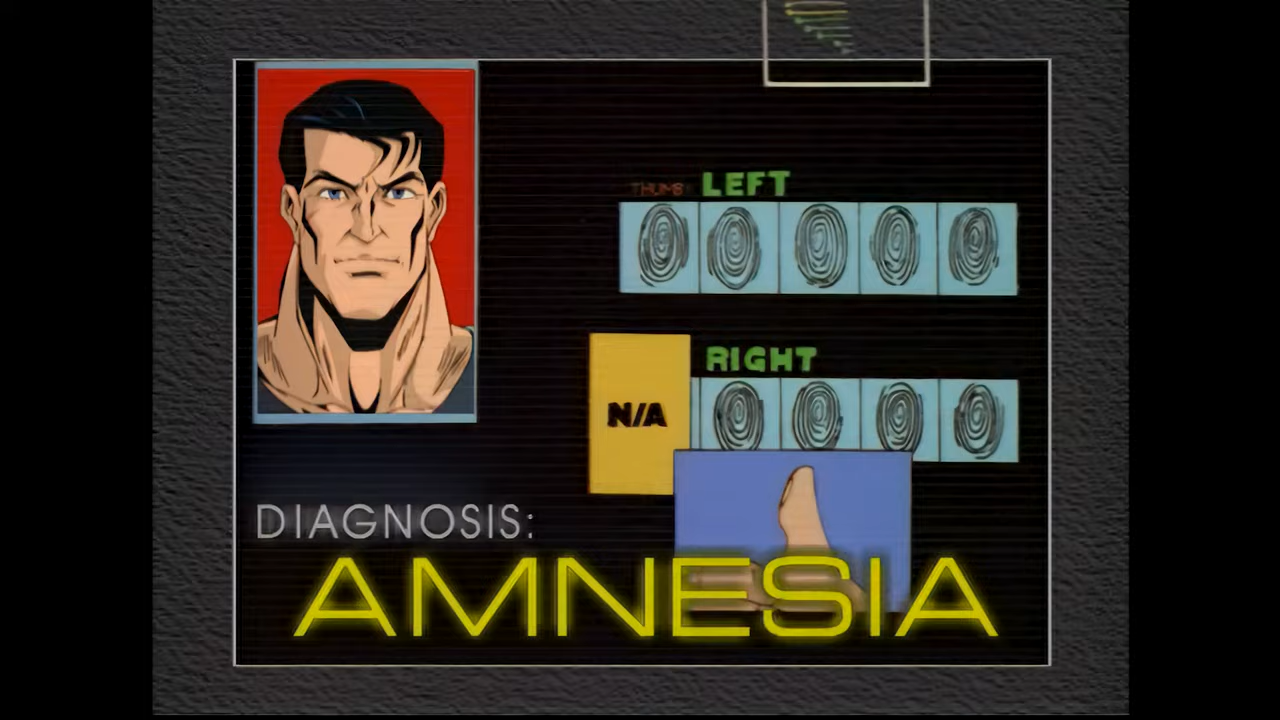 THUMB: LEFT
RIGHT
N/A
DIAGNOSIS:
AMNESIA